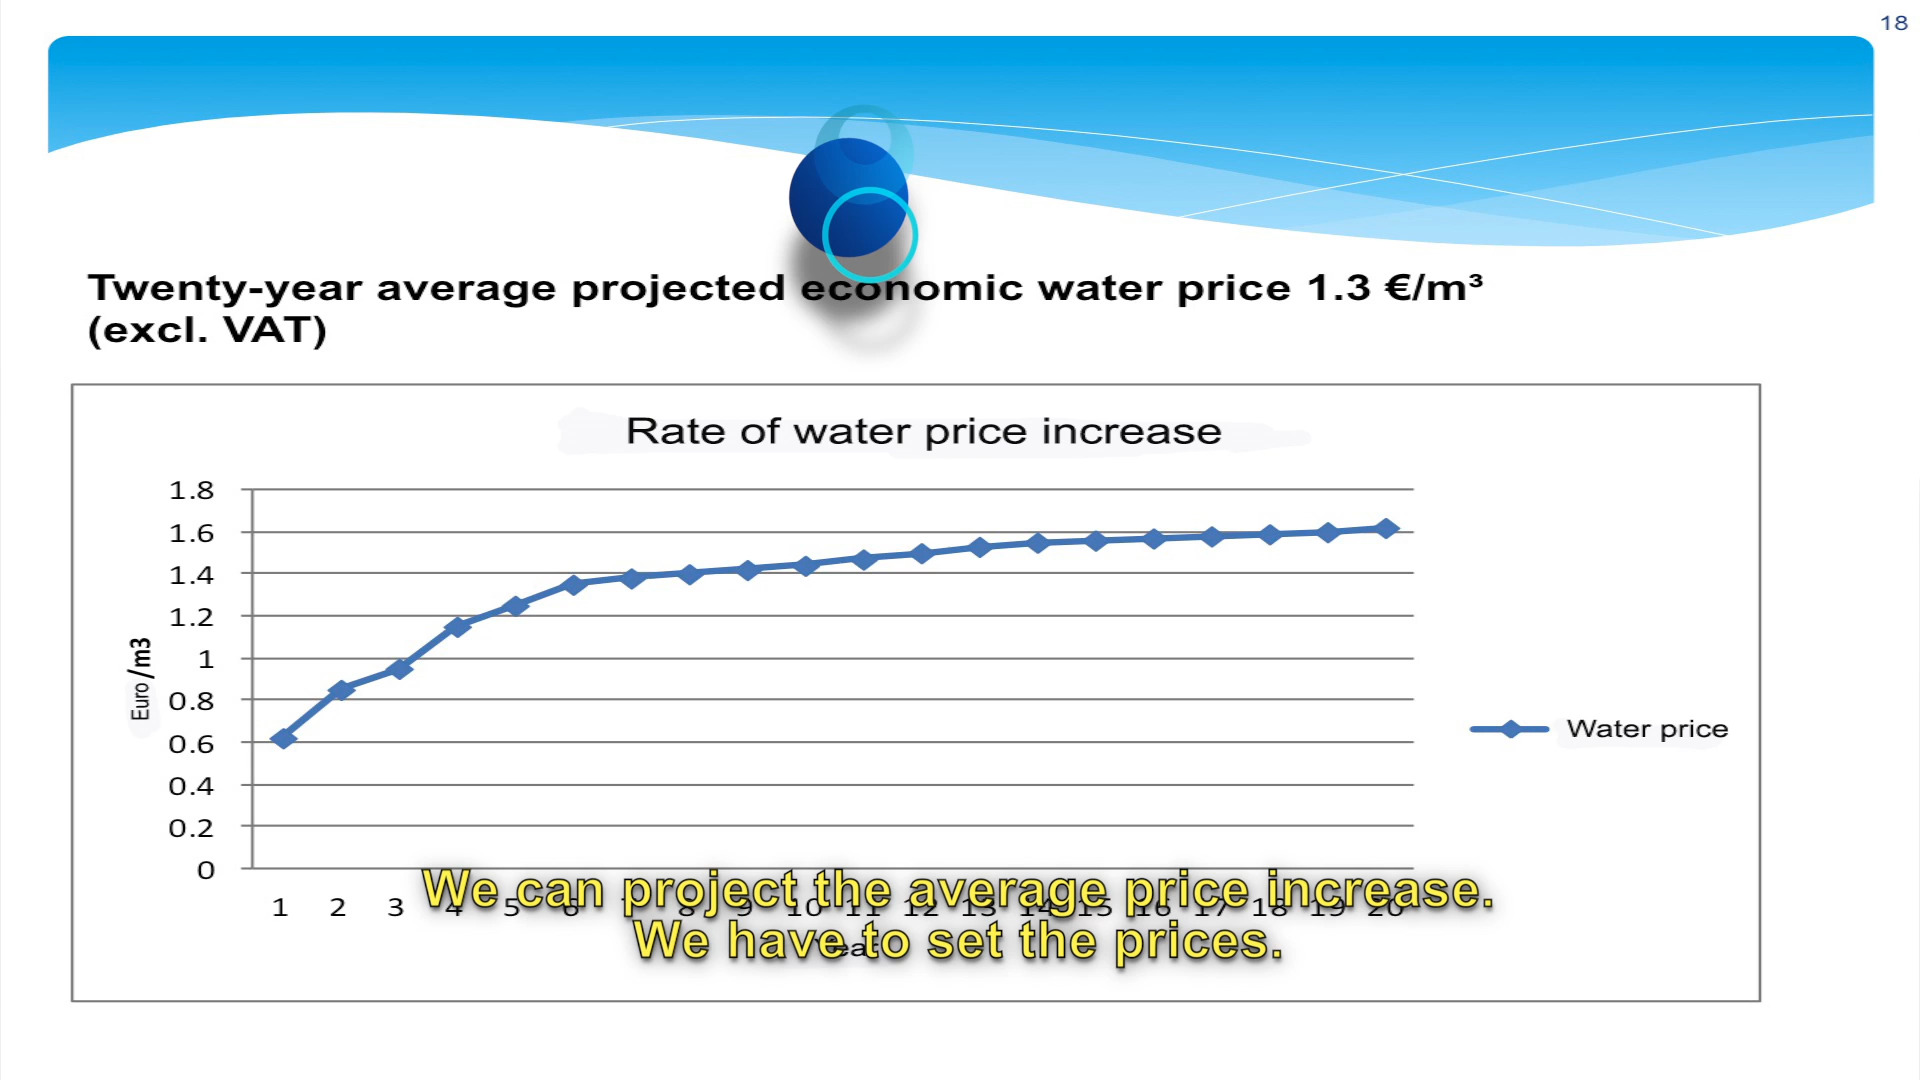 18
Twenty-year average projected economic water price 1.3 €/m³
(excl. VAT)
Rate of water price increase
1.8
1.6
1.4
1.2
1
0.8
0.6
0.4
0.2
0
Euro/m3
Water price
1 2 3 4 5 6 7 8 9 10 11 12 13 14 15 16 17 18 19 20
Year
We can project the average price increase.
We have to set the prices.